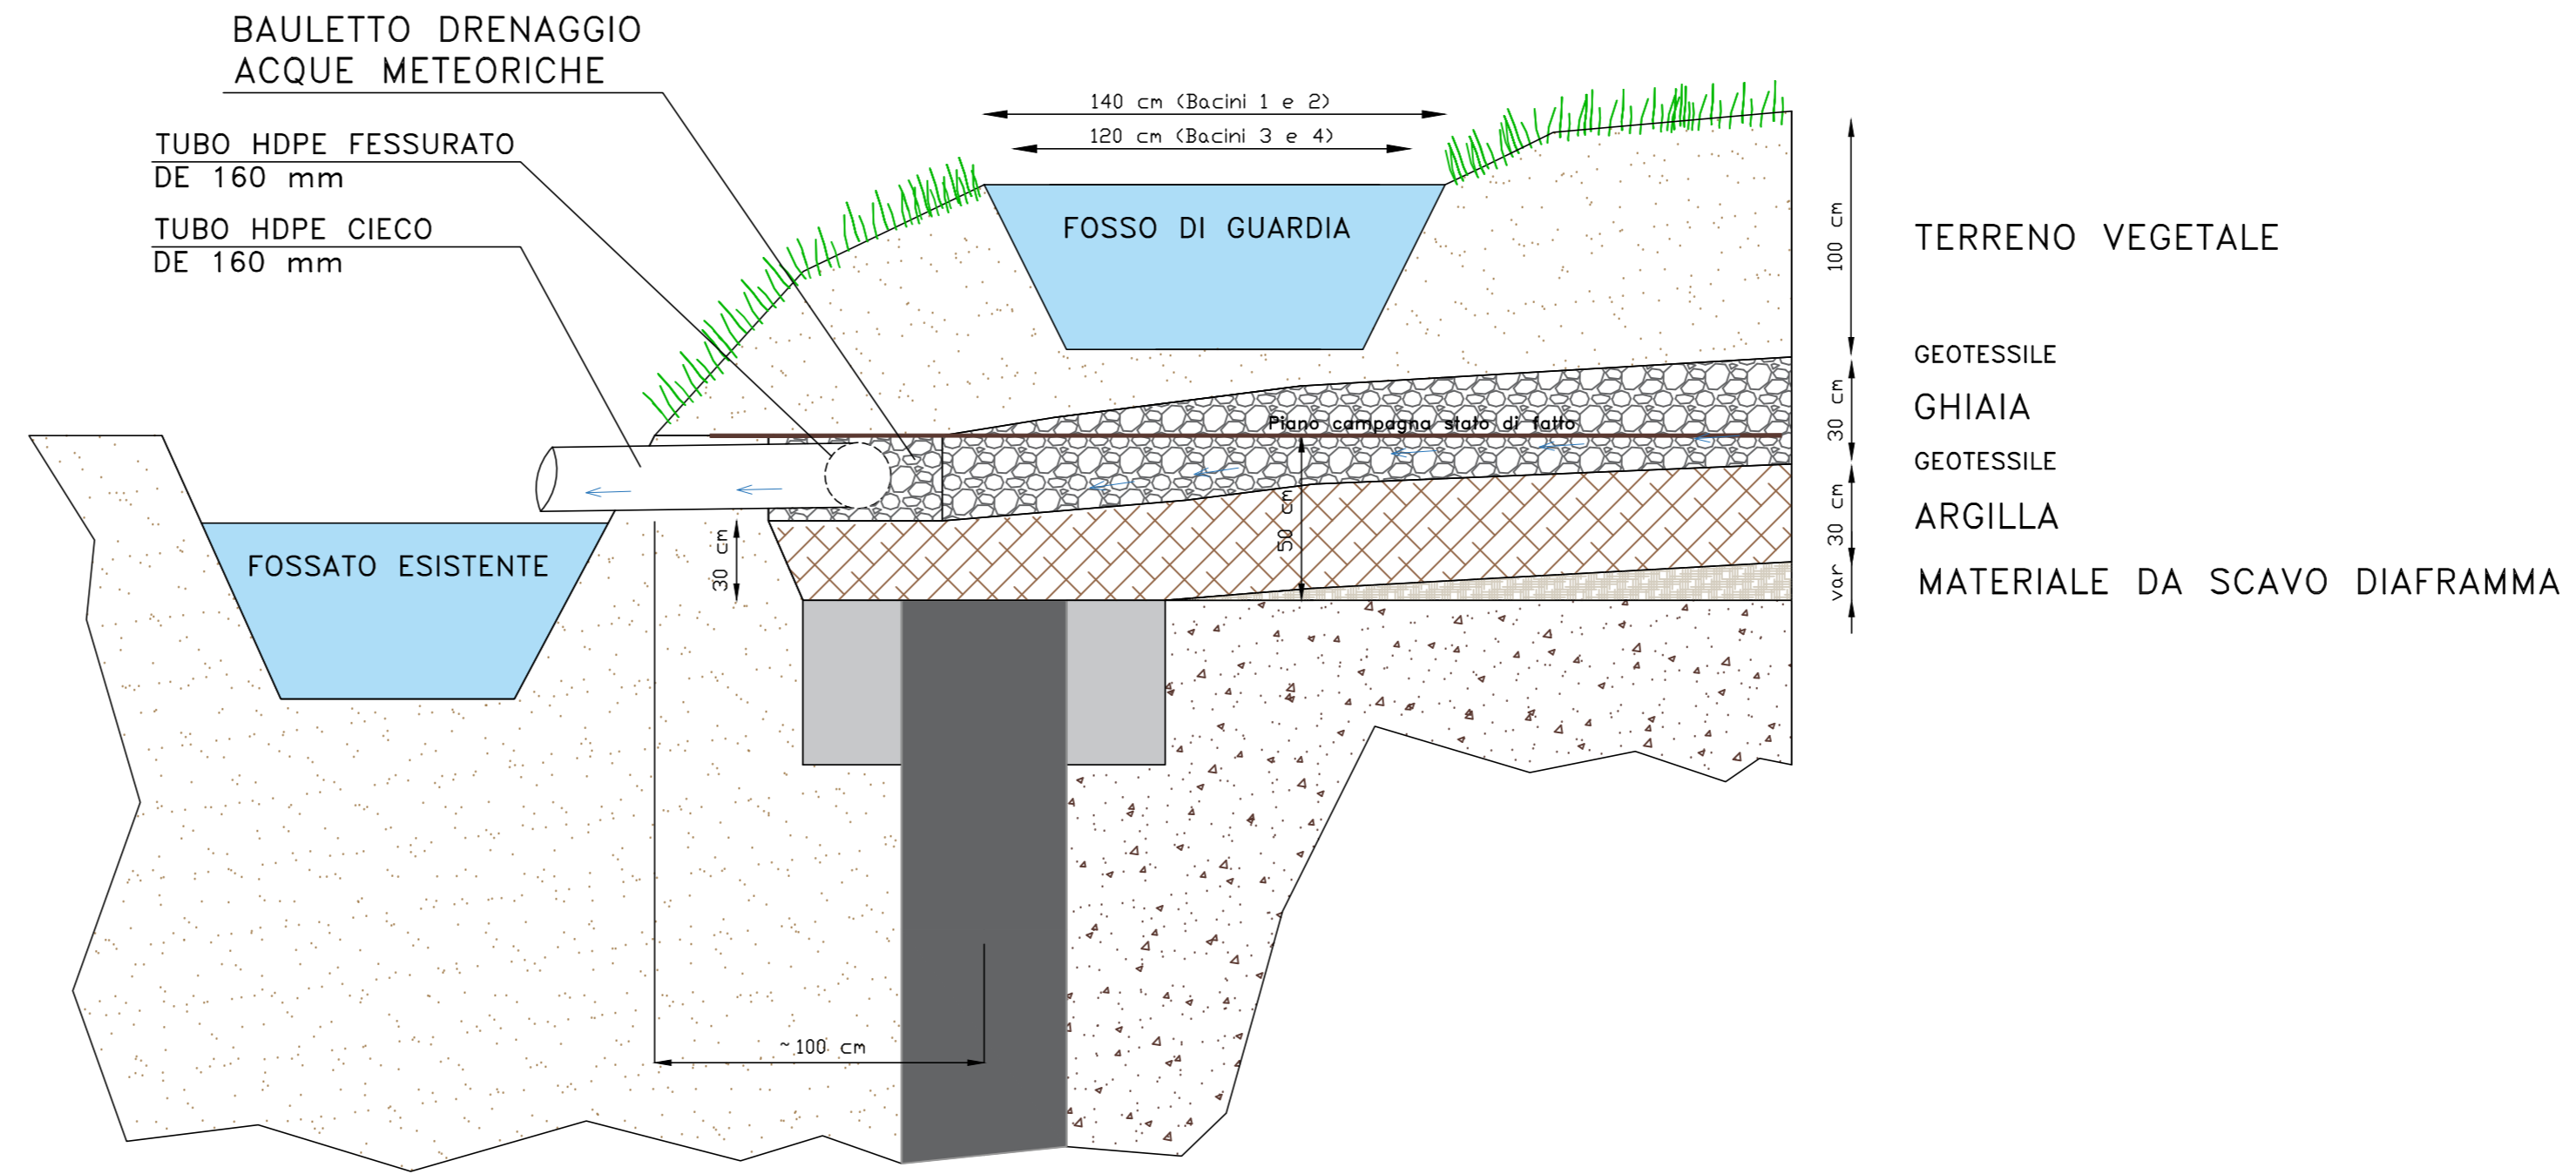 BAULETTO DRENAGGIO
ACQUE METEORICHE
TUBO HDPE FESSURATO
DE 160 mm
TUBO HDPE CIECO
DE 160 mm
140 cm (Bacini 1 e 2)
120 cm (Bacini 3 e 4)
FOSSO DI GUARDIA
100 cm
TERRENO VEGETALE
GEOTESSILE
30 cm
GHIAIA
Piano campagna stato di fatto
GEOTESSILE
30 cm
ARGILLA
50 cm
30 cm
FOSSATO ESISTENTE
var
MATERIALE DA SCAVO DIAFRAMMA
~100 cm